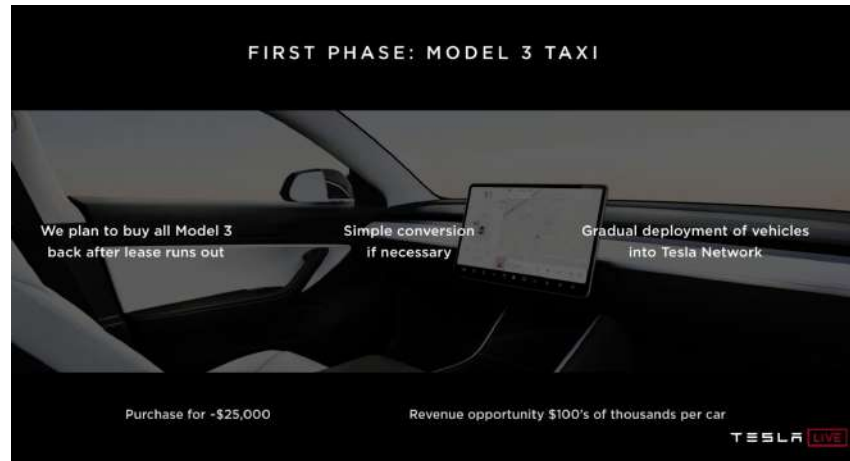 FIRST PHASE: MODEL 3 TAXI
We plan to buy all Model 3
back after lease runs out
Simple conversion
if necessary
Gradual deployment of vehicles
into Tesla Network
Purchase for ~$25,000
Revenue opportunity $100's of thousands per car
TESLA LIVE